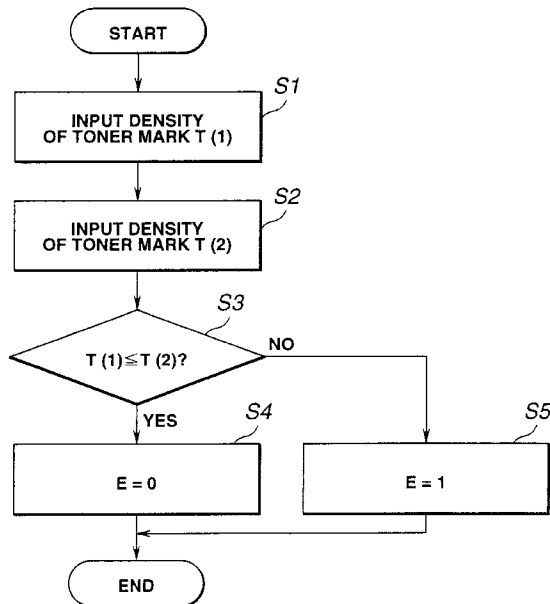 START
S1
INPUT DENSITY
OF TONER MARK T (1)
S2
INPUT DENSITY
OF TONER MARK T (2)
S3
T (1)≦T (2)?
NO
YES
S4
E = 0
S5
E = 1
END